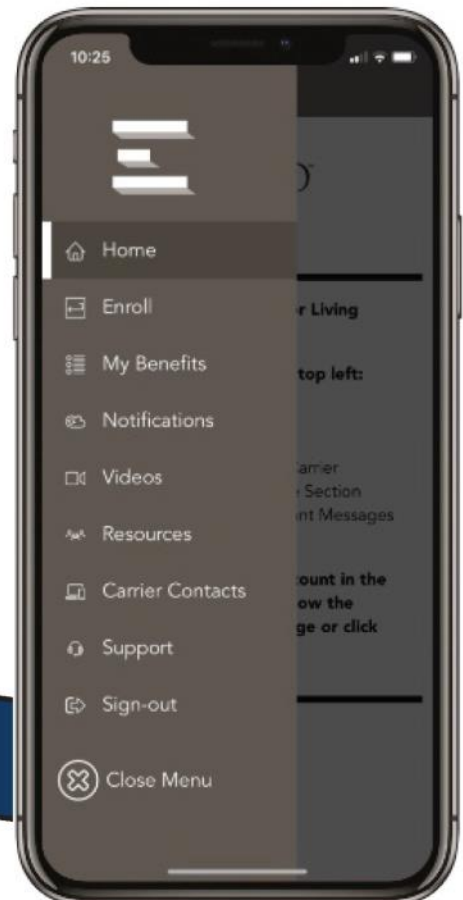 10:25
Home
Enroll
r Living
My Benefits
top left:
Notifications
Videos
arrier
Section
nt Messages
Resources
Carrier Contacts
ount in the
ow the
ge or click
Support
Sign-out
Close Menu